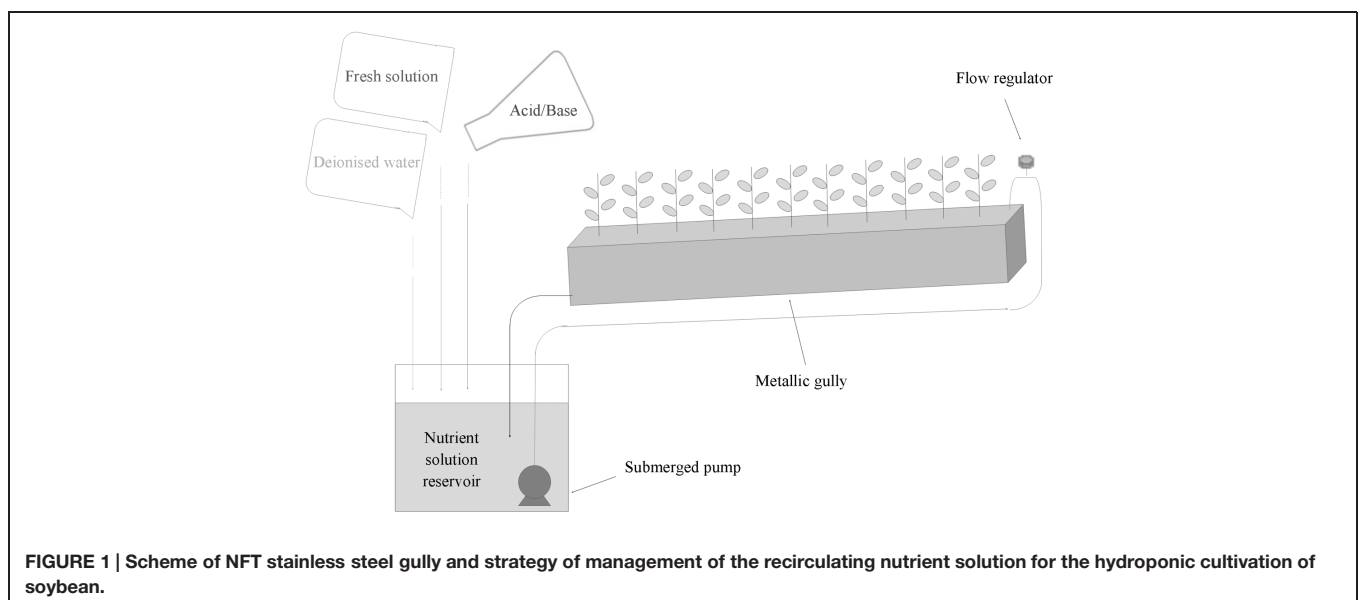 Fresh solution
Acid/Base
Flow regulator
Deionised water
Metallic gully
Nutrient
solution
reservoir
Submerged pump
FIGURE 1 | Scheme of NFT stainless steel gully and strategy of management of the recirculating nutrient solution for the hydroponic cultivation of
soybean.